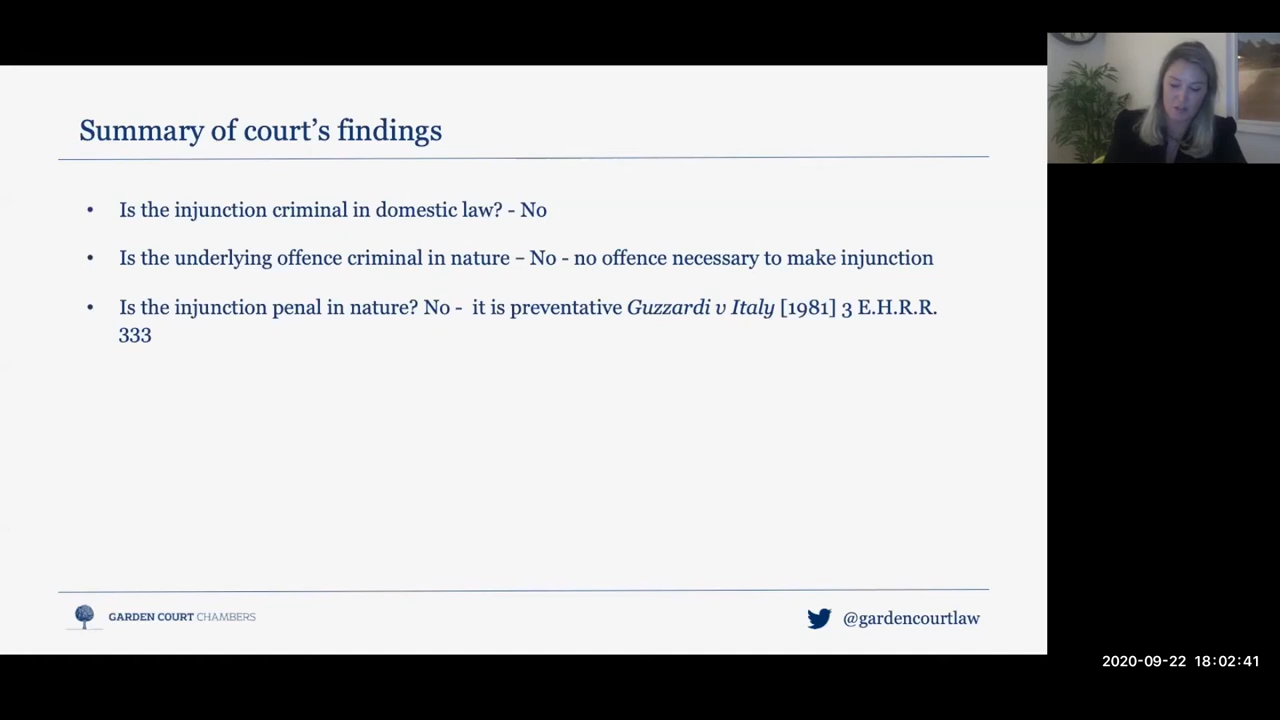 Summary of court’s findings
• Is the injunction criminal in domestic law? - No
• Is the underlying offence criminal in nature – No - no offence necessary to make injunction
• Is the injunction penal in nature? No -  it is preventative Guzzardi v Italy [1981] 3 E.H.R.R.
333
GARDEN COURT CHAMBERS
@gardencourtlaw
2020-09-22 18:02:41